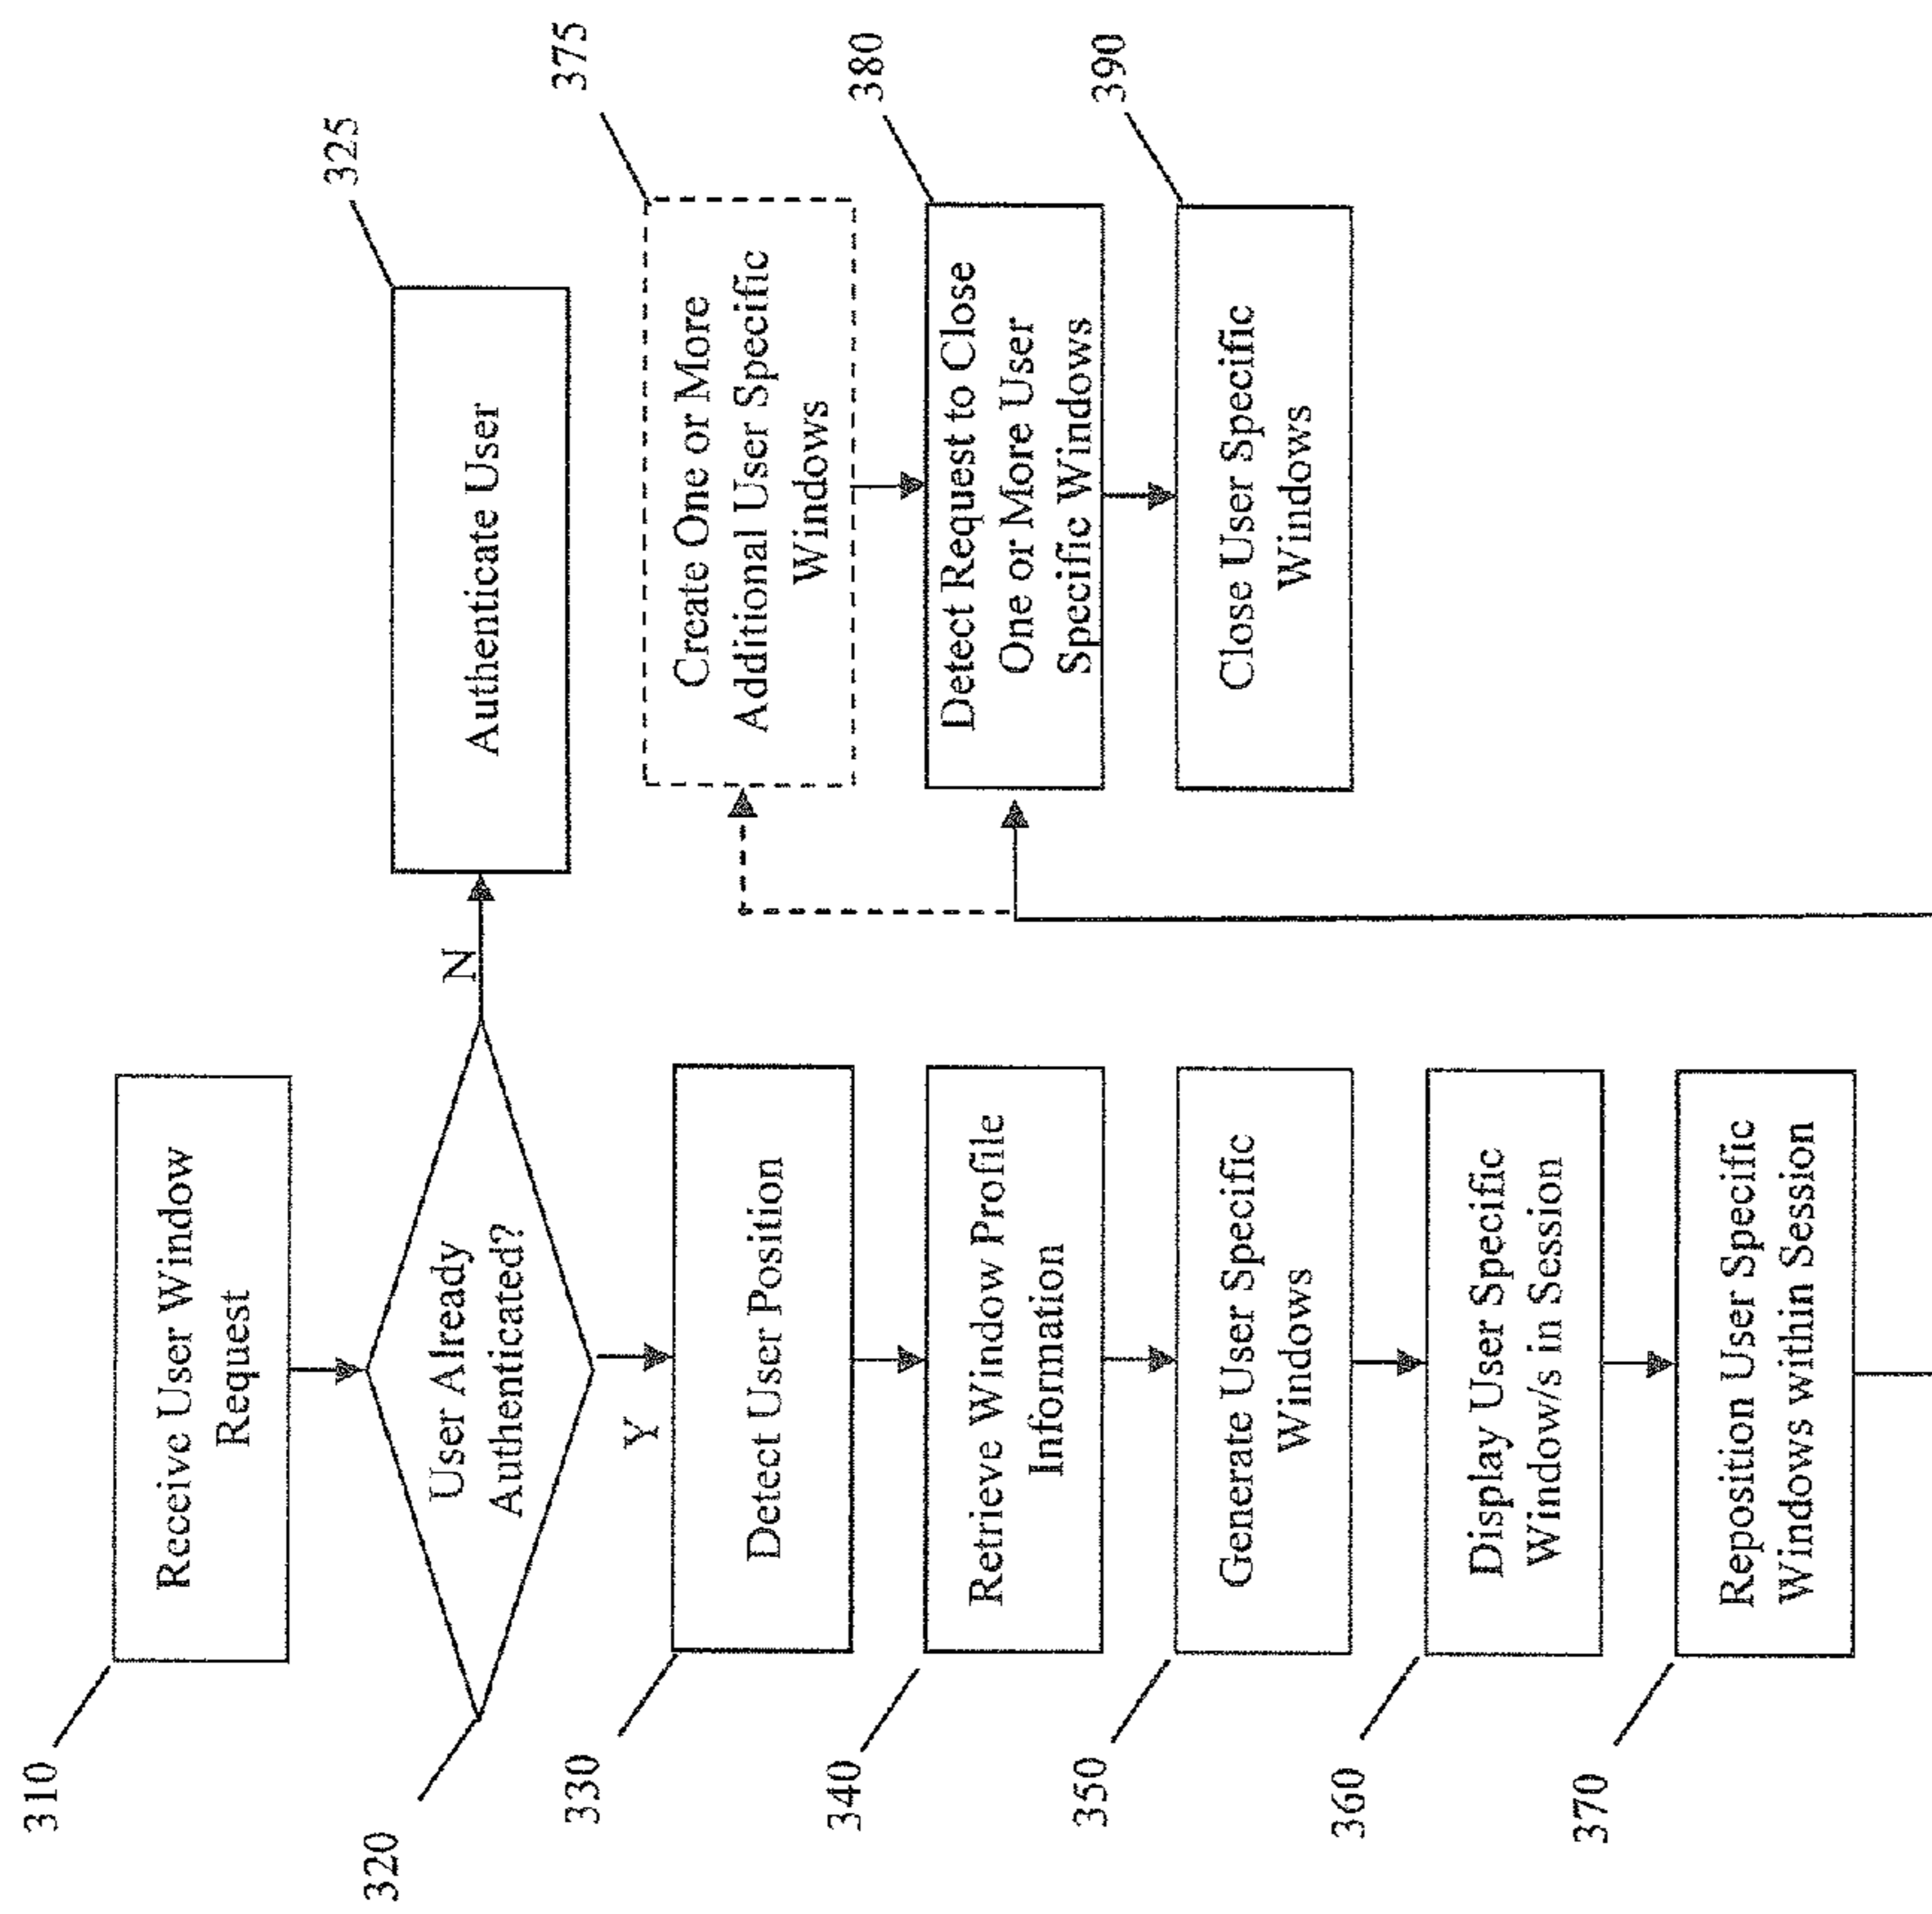 310
Receive User Window
Request
320
User Already
Authenticated?
N
325
Authenticate User
Y
330
Detect User Position
340
Retrieve Window Profile
Information
350
Generate User Specific
Windows
360
Display User Specific
Window/s in Session
370
Reposition User Specific
Windows within Session
375
Create One or More
Additional User Specific
Windows
380
Detect Request to Close
One or More User
Specific Windows
390
Close User Specific
Windows